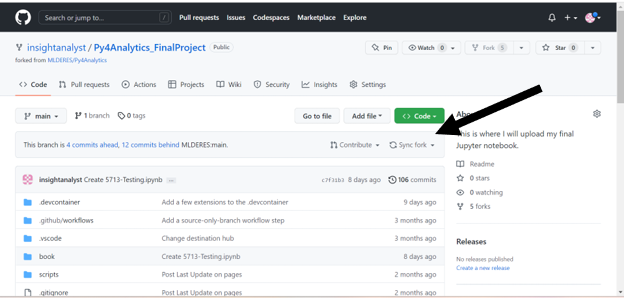 Search or jump to... / Pull requests Issues Codespaces Marketplace Explore
insightanalyst / Py4Analytics_FinalProject Public Pin Watch 0 Fork 5 Star 0
forked from MLDERES/Py4Analytics
Code Pull requests Actions Projects Wiki Security Insights Settings
main 1 branch 0 tags Go to file Add file Code
About
This branch is 4 commits ahead, 12 commits behind MLDERES:main. Contribute Sync fork
This is where I will upload my final
Jupyter notebook.
insightanalyst Create 5713-Testing.ipynb ... c7f31b3 8 days ago 106 commits
.devcontainer Add a few extensions to the .devcontainer 9 days ago
.github/workflows Add a source-only-branch workflow step 3 months ago
.vscode Change destination hub 3 months ago
book Create 5713-Testing.ipynb 8 days ago
scripts Post Last Update on pages 2 months ago
.gitignore Post Last Update on pages 2 months ago
Readme
0 stars
0 watching
5 forks
Releases
No releases published
Create a new release